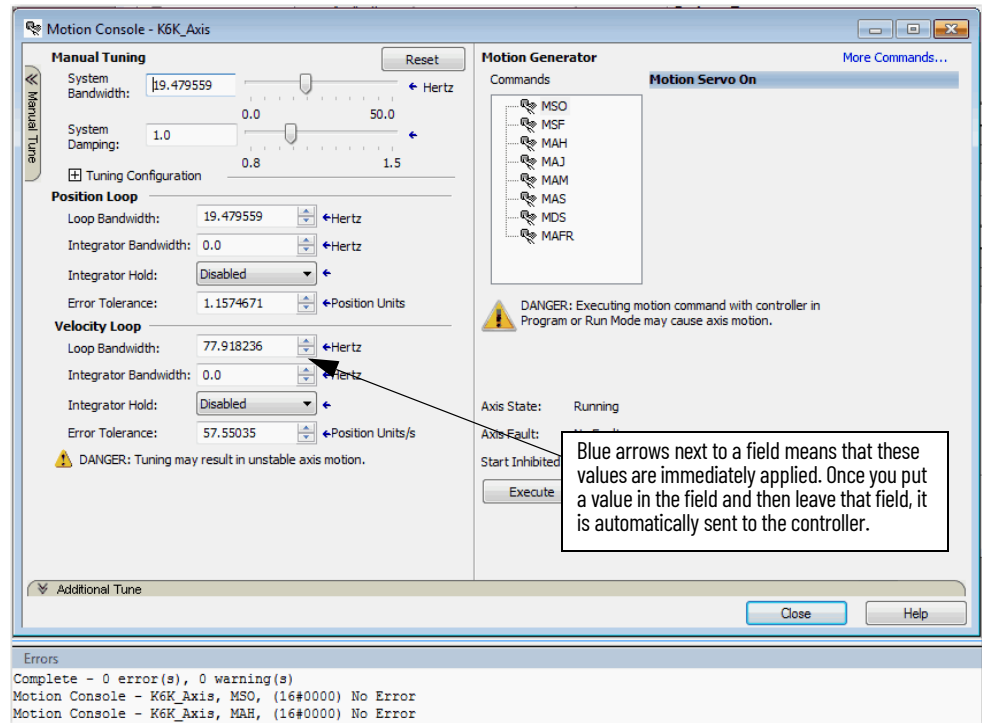 Motion Console - K6K_Axis
Manual Tuning
Reset
Manual Tune
System Bandwidth:
19.479559
Hertz
0.0 50.0
System Damping:
1.0
0.8 1.5
Tuning Configuration
Position Loop
Loop Bandwidth: 19.479559 Hertz
Integrator Bandwidth: 0.0 Hertz
Integrator Hold: Disabled
Error Tolerance: 1.1574671 Position Units
Velocity Loop
Loop Bandwidth: 77.918236 Hertz
Integrator Bandwidth: 0.0 Hertz
Integrator Hold: Disabled
Error Tolerance: 57.55035 Position Units/s
DANGER: Tuning may result in unstable axis motion.
Motion Generator
More Commands...
Commands
Motion Servo On
MSO
MSF
MAH
MAJ
MAM
MAS
MDS
MAFR
DANGER: Executing motion command with controller in
Program or Run Mode may cause axis motion.
Axis State: Running
Axis Fault:
Start Inhibited
Execute
Blue arrows next to a field means that these
values are immediately applied. Once you put
a value in the field and then leave that field, it
is automatically sent to the controller.
Additional Tune
Close
Help
Errors
Complete - 0 error(s), 0 warning(s)
Motion Console - K6K_Axis, MSO, (16#0000) No Error
Motion Console - K6K_Axis, MAH, (16#0000) No Error